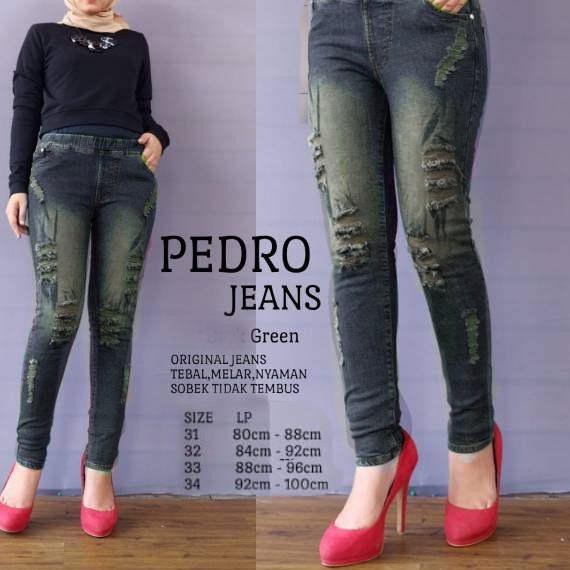 PEDRO
JEANS
Green
ORIGINAL JEANS
TEBAL,MELAR,NYAMAN
SOBEK TIDAK TEMBUS
SIZE LP
31 80cm - 88cm
32 84cm - 92cm
33 88cm - 96cm
34 92cm - 100cm